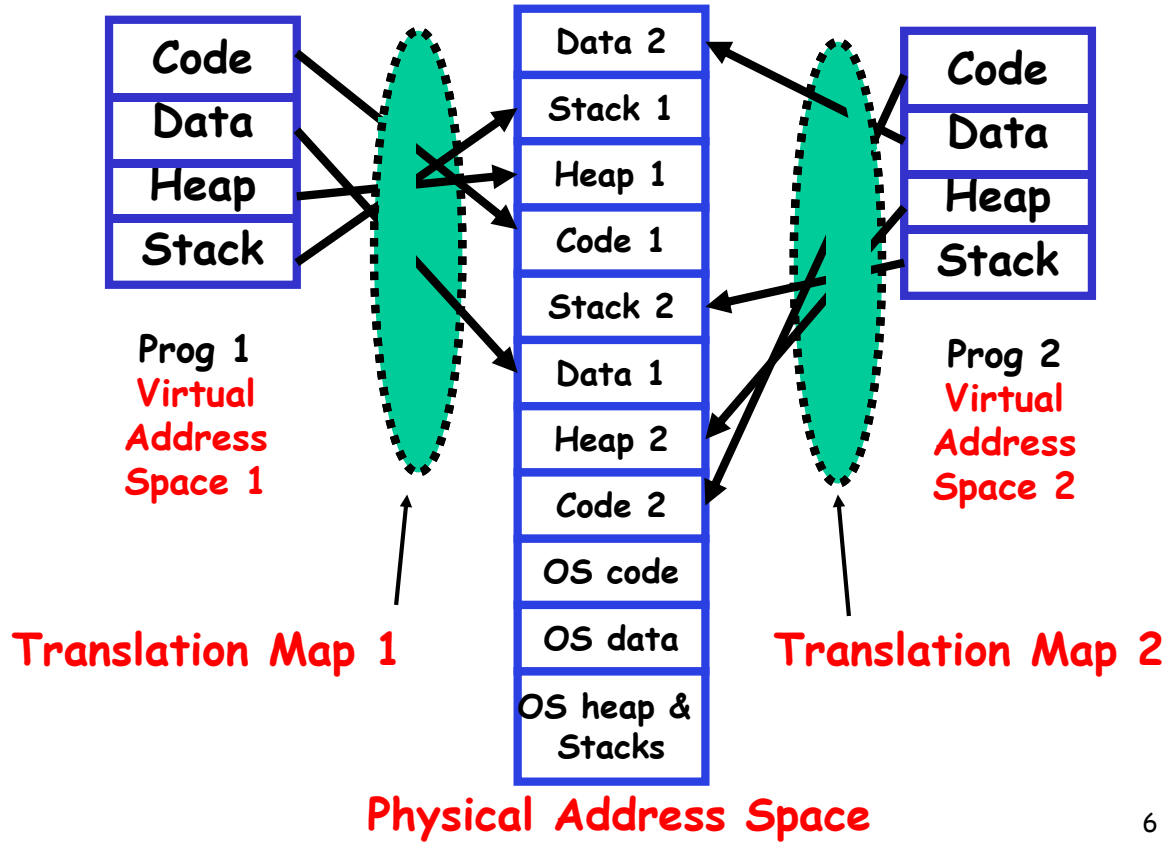 Code
Data
Heap
Stack
Prog 1
Virtual
Address
Space 1
Translation Map 1
Data 2
Stack 1
Heap 1
Code 1
Stack 2
Data 1
Heap 2
Code 2
OS code
OS data
OS heap &
Stacks
Physical Address Space
Code
Data
Heap
Stack
Prog 2
Virtual
Address
Space 2
Translation Map 2
6